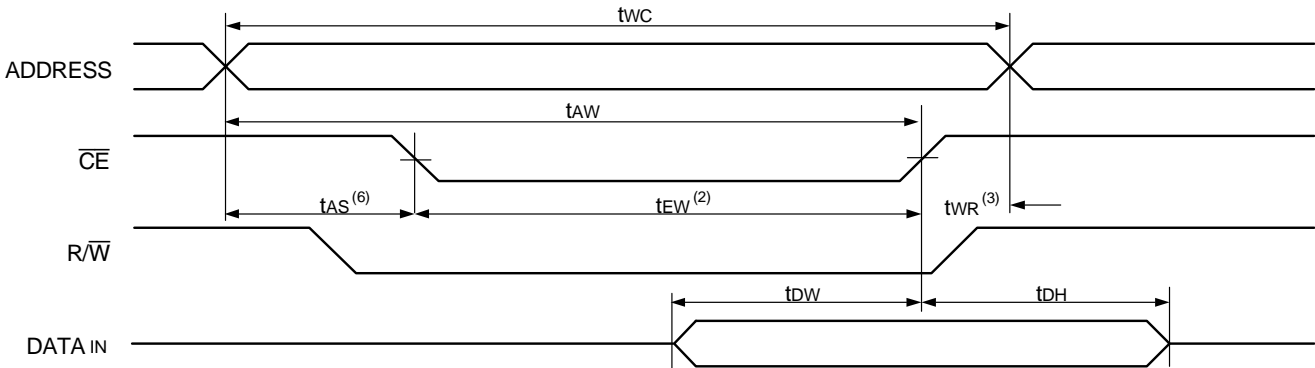 tWC
ADDRESS
tAW
CE
tAS(6)
tEW(2)
tWR(3)
R/W
tDW
tDH
DATA IN